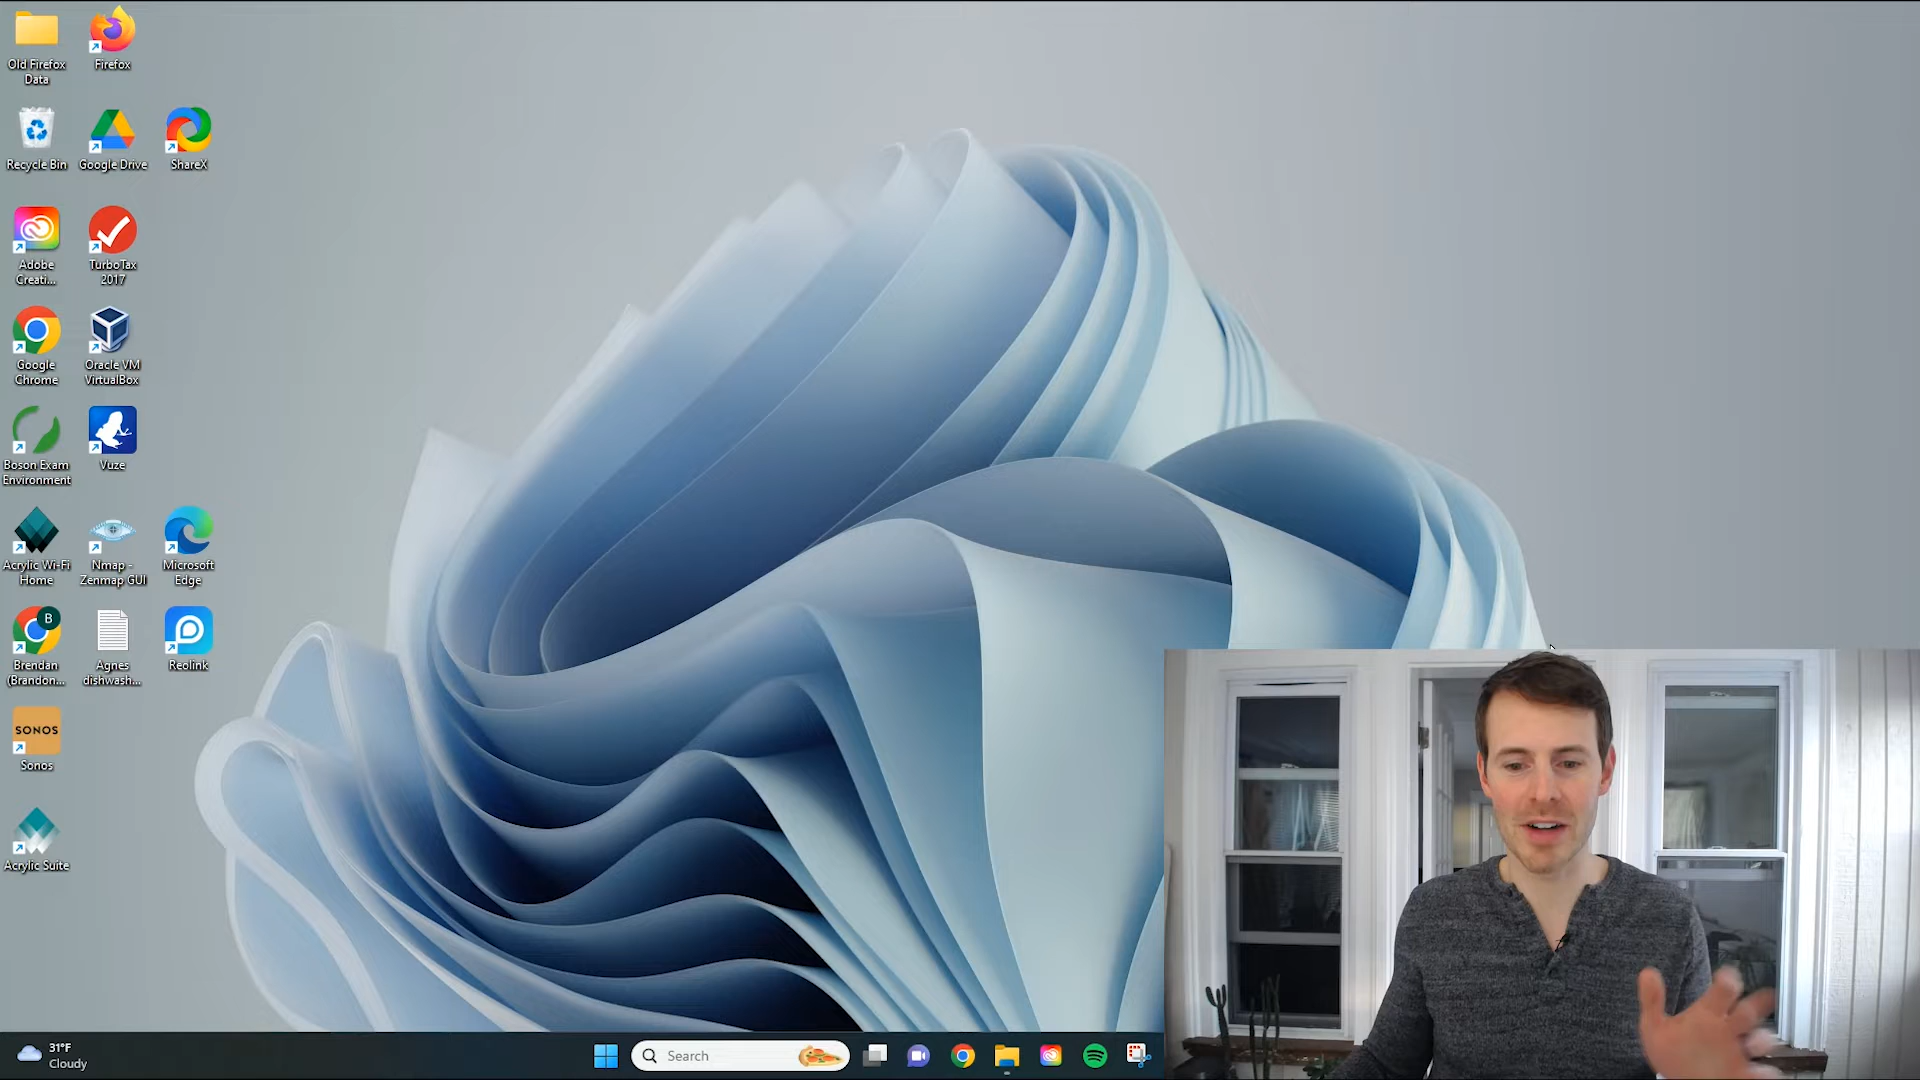 Old Firefox
Data
Firefox
Recycle Bin
Google Drive
ShareX
Adobe
Creati...
TurboTax
2017
Google
Chrome
Oracle VM
VirtualBox
Boson Exam
Environment
Vuze
Acrylic Wi-Fi
Home
Nmap -
Zenmap GUI
Microsoft
Edge
B
Brendan
(Brandon...
Agnes
dishwash...
Reolink
SONOS
Sonos
Acrylic Suite
31°F
Cloudy
Search